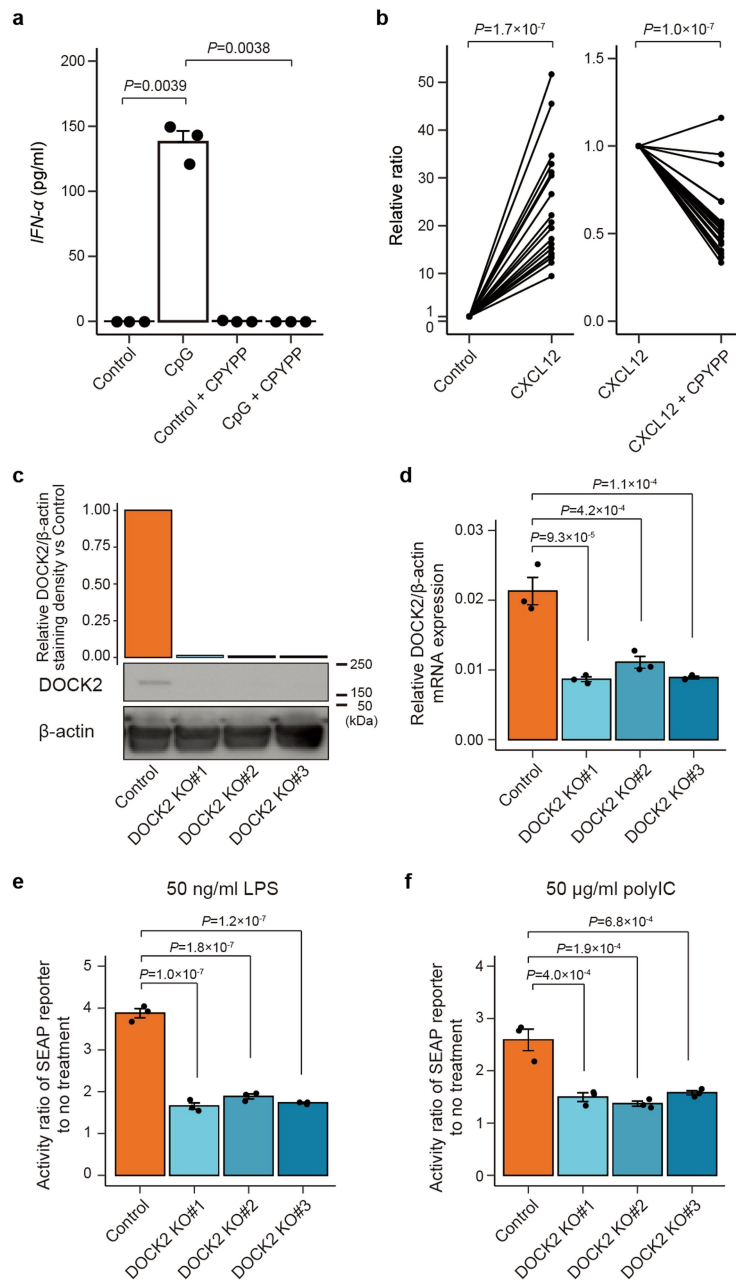 a
P=0.0038
P=0.0039
200
150
100
50
0
IFN-α (pg/ml)
Control
CpG
Control + CPYPP
CpG + CPYPP
b
P=1.7×10-7
50
40
30
20
10
1
0
Relative ratio
Control
CXCL12
P=1.0×10-7
1.5
1.0
0.5
0.0
CXCL12
CXCL12 + CPYPP
c
Relative DOCK2/β-actin
staining density vs Control
1.00
0.75
0.50
0.25
0.00
DOCK2
β-actin
250
150
50
(kDa)
Control
DOCK2 KO#1
DOCK2 KO#2
DOCK2 KO#3
d
P=1.1×10-4
P=4.2×10-4
P=9.3×10-5
0.03
0.02
0.01
0.00
Relative DOCK2/β-actin
mRNA expression
Control
DOCK2 KO#1
DOCK2 KO#2
DOCK2 KO#3
e
50 ng/ml LPS
P=1.2×10-7
P=1.8×10-7
P=1.0×10-7
5
4
3
2
1
0
Activity ratio of SEAP reporter
to no treatment
Control
DOCK2 KO#1
DOCK2 KO#2
DOCK2 KO#3
f
50 μg/ml polyIC
P=6.8×10-4
P=1.9×10-4
P=4.0×10-4
4
3
2
1
0
Activity ratio of SEAP reporter
to no treatment
Control
DOCK2 KO#1
DOCK2 KO#2
DOCK2 KO#3